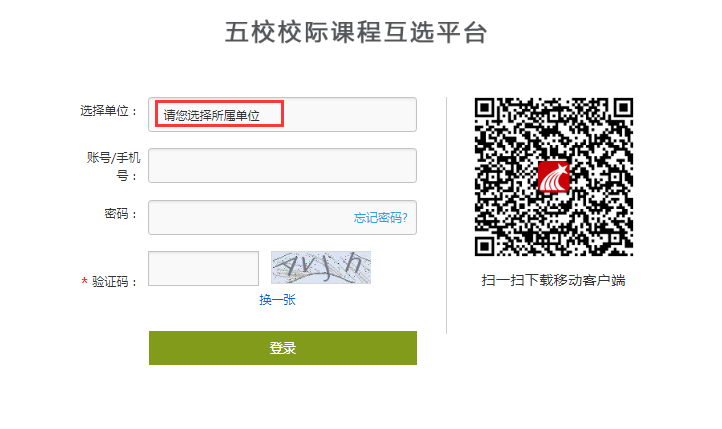 五校校际课程互选平台
选择单位：
请您选择所属单位
账号/手机
号：
密码：
忘记密码?
* 验证码：
AvJh
换一张
登录
扫一扫下载移动客户端